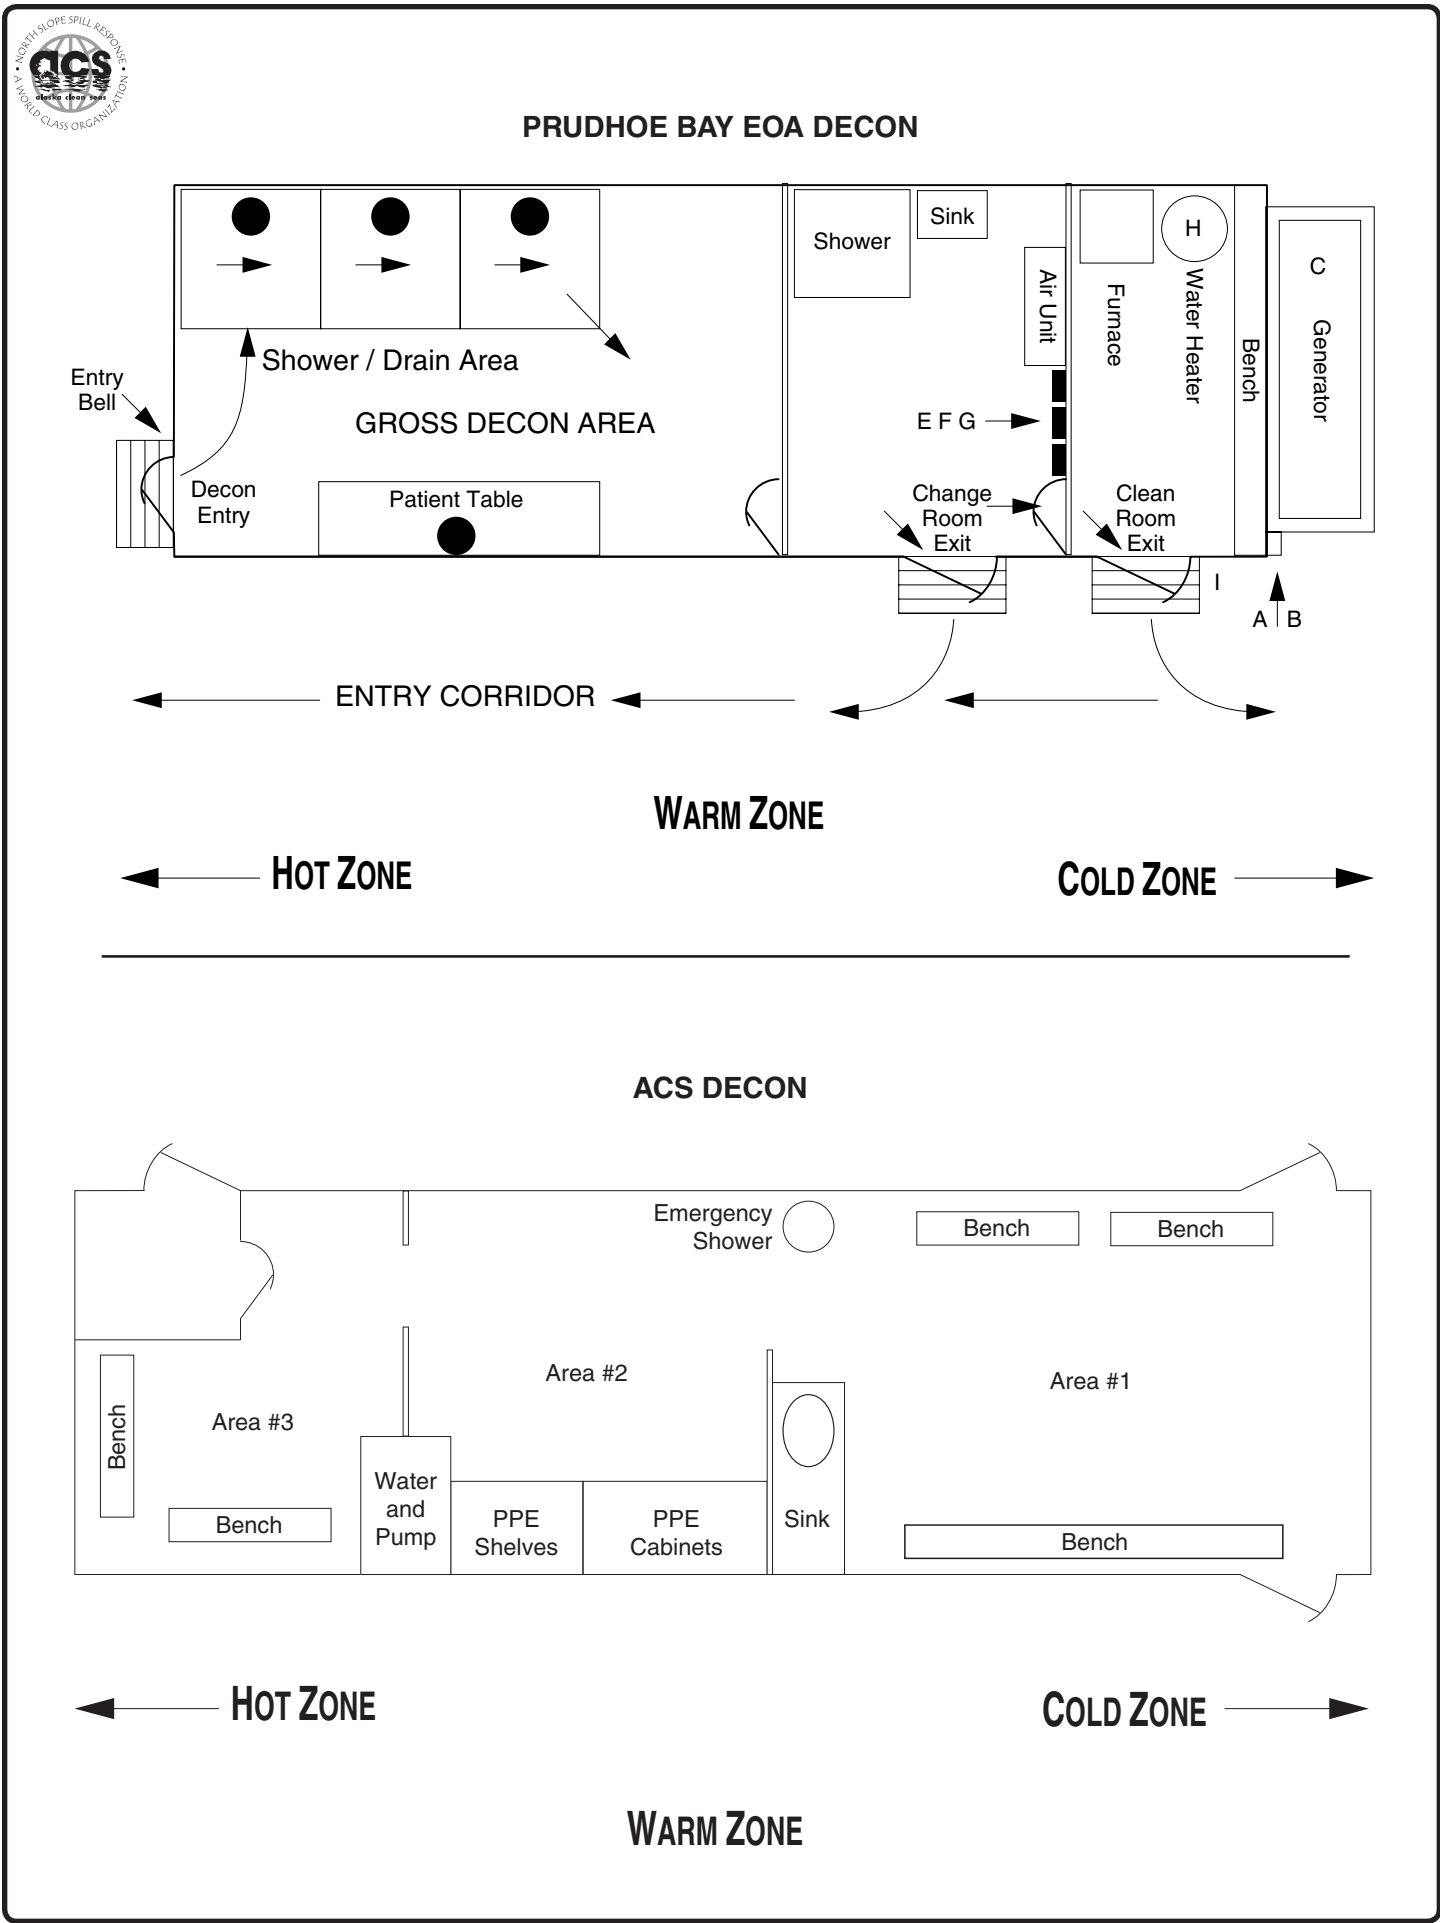 • NORTH SLOPE SPILL RESPONSE •
acs
alaska clean seas
A WORLD CLASS ORGANIZATION
PRUDHOE BAY EOA DECON
Shower
Sink
H
C
Air Unit
Furnace
Water Heater
Bench
Generator
Shower / Drain Area
Entry
Bell
GROSS DECON AREA
E F G
Decon
Entry
Patient Table
Change
Room
Exit
Clean
Room
Exit
I
A B
ENTRY CORRIDOR
WARM ZONE
HOT ZONE
COLD ZONE
ACS DECON
Emergency
Shower
Bench
Bench
Area #2
Area #1
Area #3
Bench
Water
and
Pump
PPE
Shelves
PPE
Cabinets
Sink
Bench
Bench
HOT ZONE
COLD ZONE
WARM ZONE